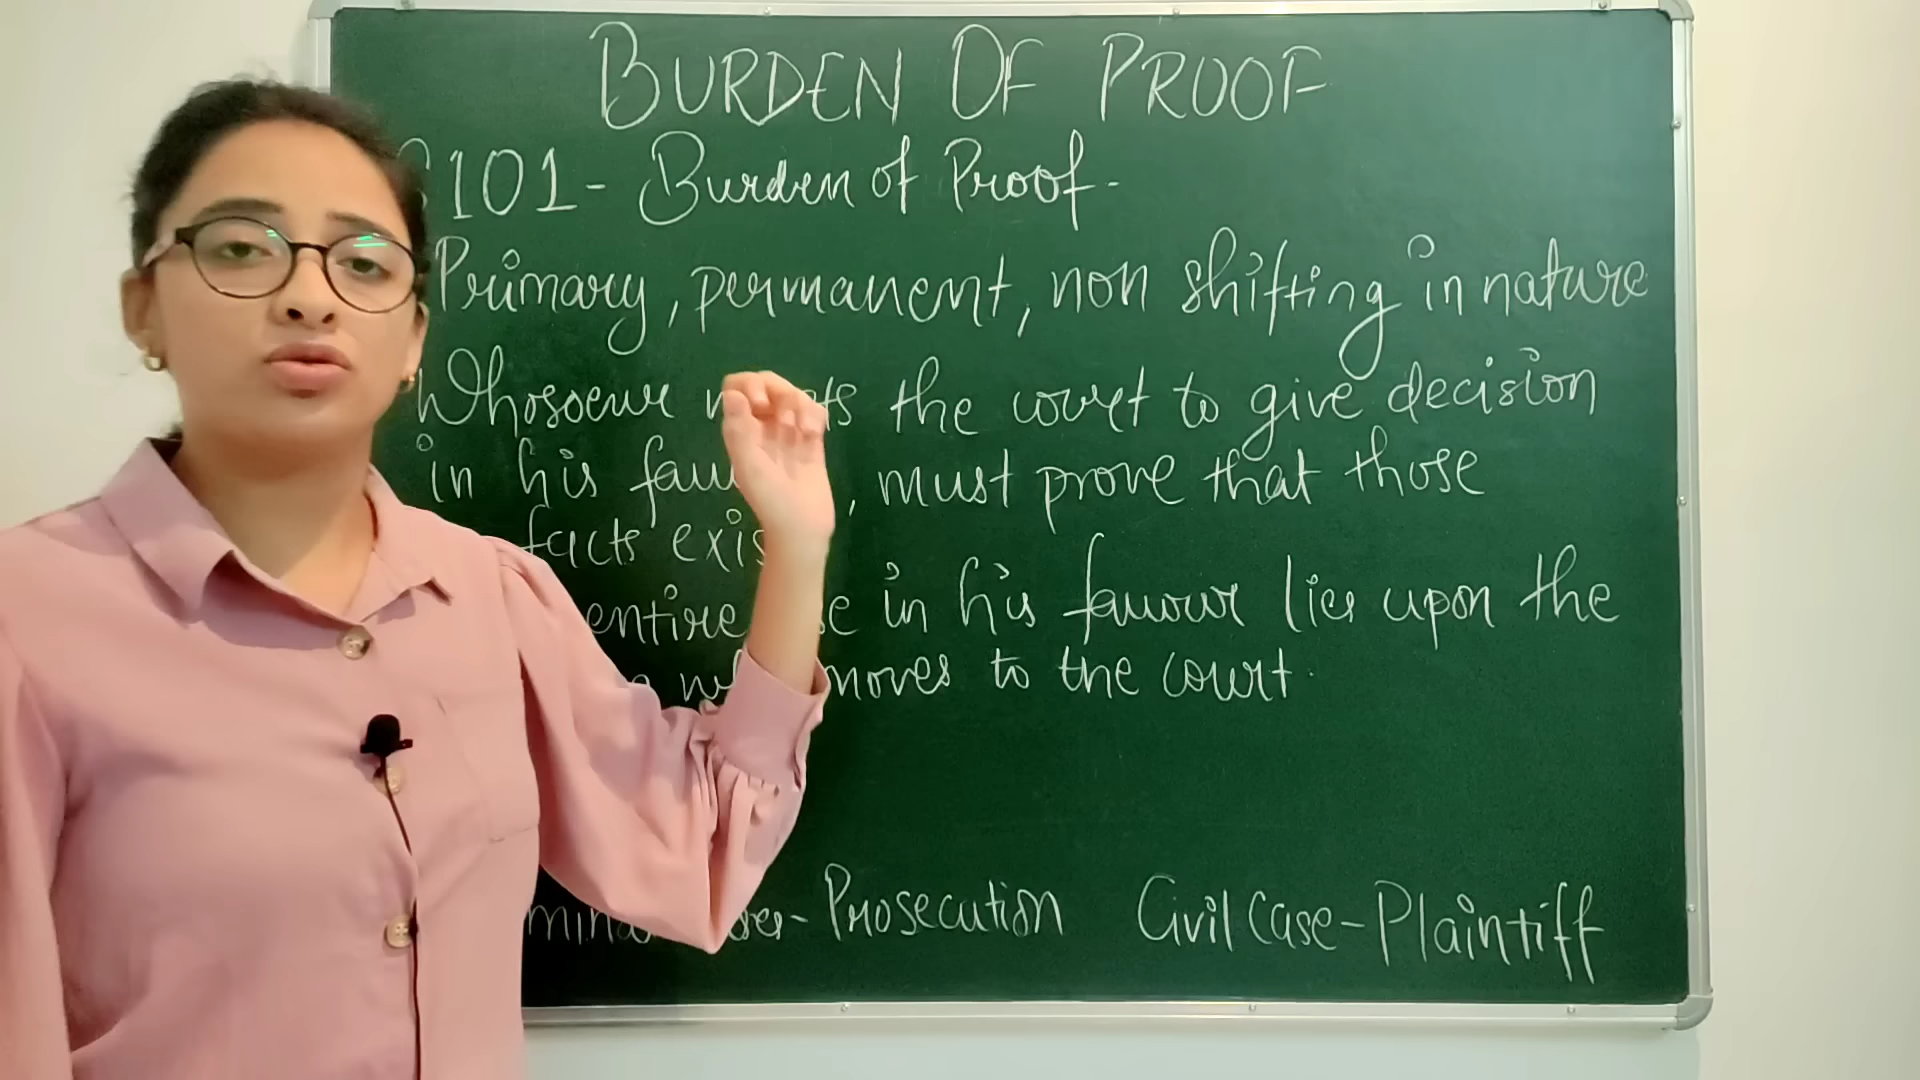 BURDEN OF PROOF
101 - Burden of Proof -
Primary, permanent, non shifting in nature
Whosoever the court to give decision
in his , must prove that those
facts
entire in his favour lies upon the
moves to the court.
- Prosecution Civil Case - Plaintiff